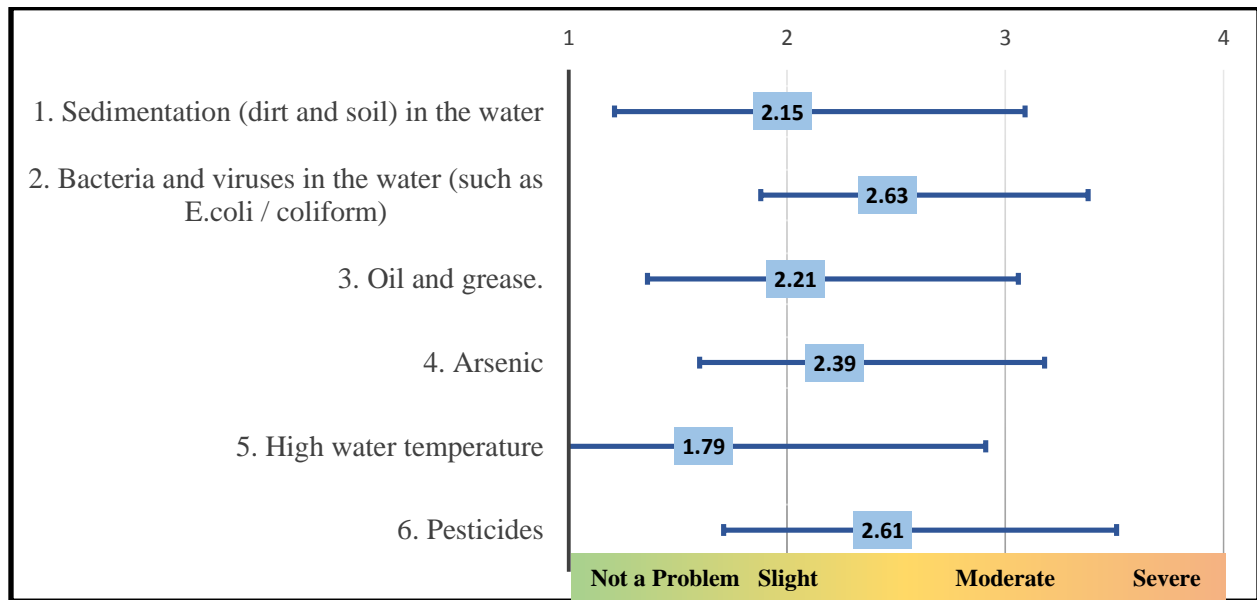 1 2 3 4
1. Sedimentation (dirt and soil) in the water
2.15
2. Bacteria and viruses in the water (such as
E.coli / coliform)
2.63
3. Oil and grease.
2.21
4. Arsenic
2.39
5. High water temperature
1.79
6. Pesticides
2.61
Not a Problem Slight Moderate Severe